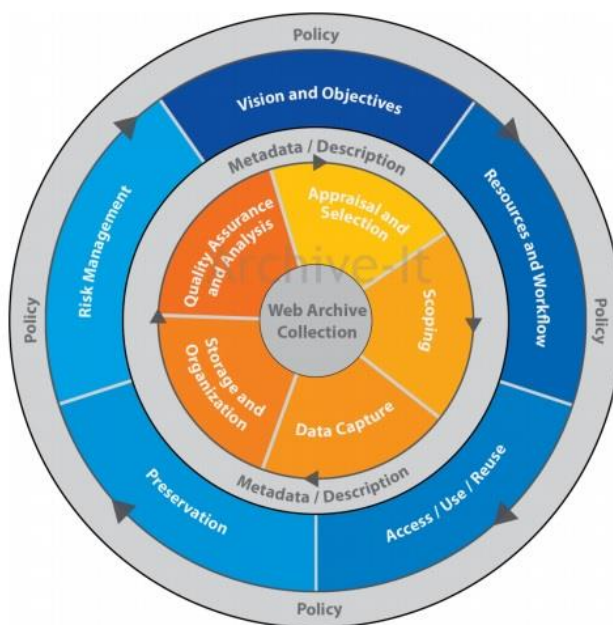 Policy
Vision and Objectives
Metadata / Description
Appraisal and
Selection
Quality Assurance
and Analysis
Risk Management
Resources and Workflow
Archive-It
Policy
Policy
Web Archive
Collection
Scoping
Storage and
Organization
Data Capture
Metadata / Description
Preservation
Access / Use / Reuse
Policy